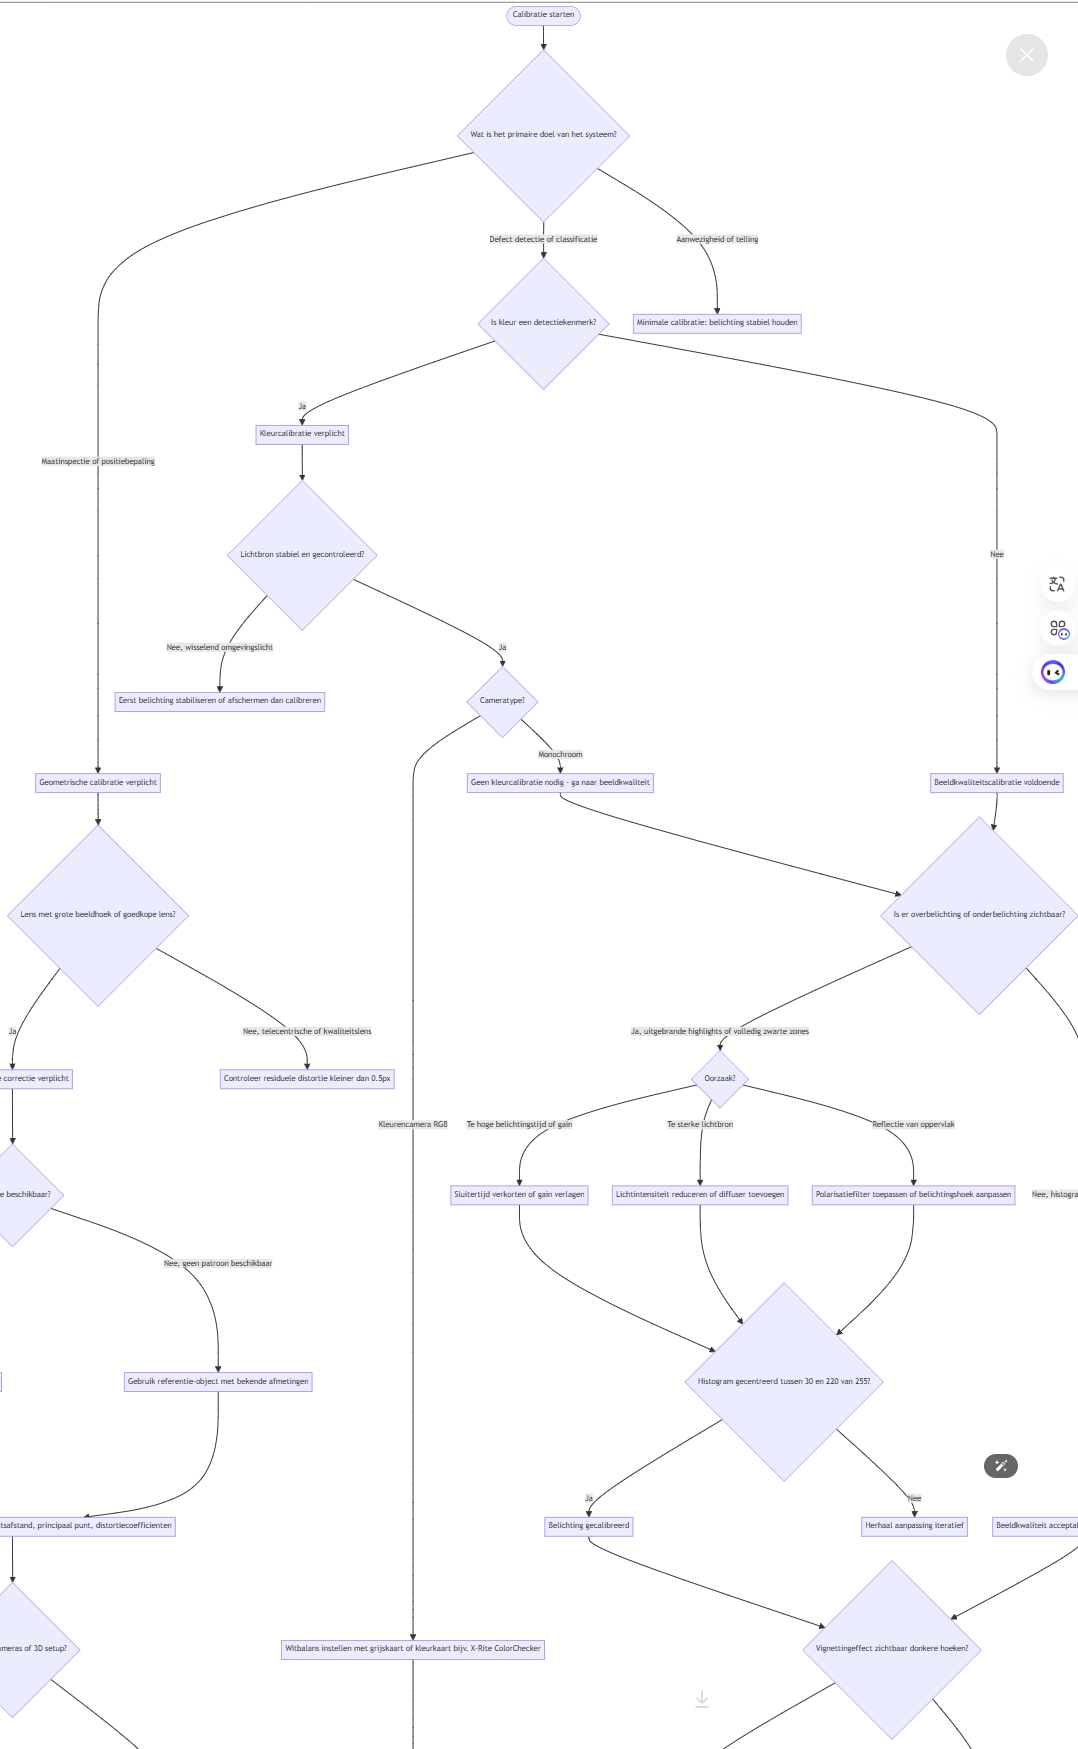 Calibratie starten
Wat is het primaire doel van het systeem?
Defect detectie of classificatie
Aanwezigheid of telling
Is kleur een detectiekenmerk?
Minimale calibratie: belichting stabiel houden
Ja
Kleurcalibratie verplicht
Maatinspectie of positiebepaling
Lichtbron stabiel en gecontroleerd?
Nee
Nee, wisselend omgevingslicht
Ja
Eerst belichting stabiliseren of afschermen dan calibreren
Cameratype?
Monochroom
Geometrische calibratie verplicht
Geen kleurcalibratie nodig - ga naar beeldkwaliteit
Beeldkwaliteitscalibratie voldoende
Lens met grote beeldhoek of goedkope lens?
Is er overbelichting of onderbelichting zichtbaar?
Ja
Nee, telecentrische of kwaliteitslens
Ja, uitgebrande highlights of volledig zwarte zones
e correctie verplicht
Controleer residuele distortie kleiner dan 0.5px
Oorzaak?
Kleurencamera RGB
Te hoge belichtingstijd of gain
Te sterke lichtbron
Reflectie van oppervlak
e beschikbaar?
Sluitertijd verkorten of gain verlagen
Lichtintensiteit reduceren of diffuser toevoegen
Polarisatiefilter toepassen of belichtingshoek aanpassen
Nee, histogra
Nee, geen patroon beschikbaar
Gebruik referentie-object met bekende afmetingen
Histogram gecentreerd tussen 30 en 220 van 255?
Ja
Nee
tsafstand, principaal punt, distortiecoefficienten
Belichting gecalibreerd
Herhaal aanpassing iteratief
Beeldkwaliteit acceptal
ameras of 3D setup?
Witbalans instellen met grijskaart of kleurkaart bijv. X-Rite ColorChecker
Vignettingeffect zichtbaar donkere hoeken?